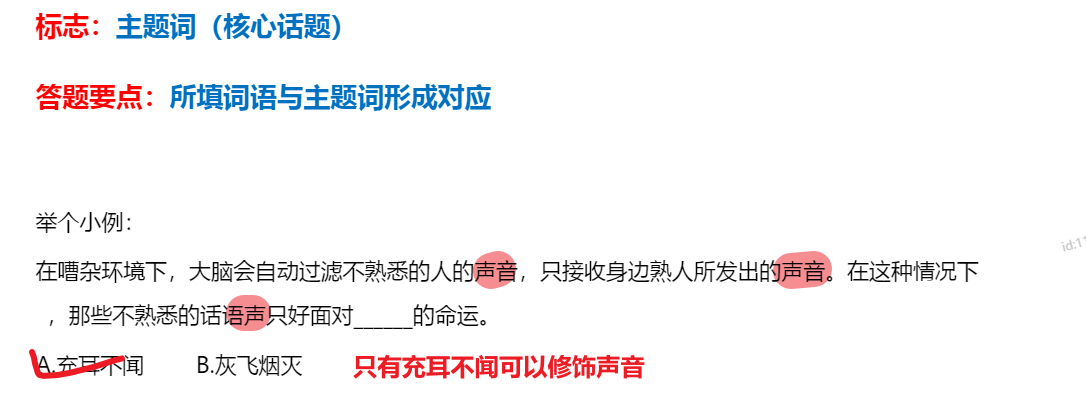 标志：主题词（核心话题）
答题要点：所填词语与主题词形成对应
举个小例：
在嘈杂环境下，大脑会自动过滤不熟悉的人的声音，只接收身边熟人所发出的声音。在这种情况下
，那些不熟悉的话语声只好面对______的命运。
A.充耳不闻 B.灰飞烟灭 只有充耳不闻可以修饰声音